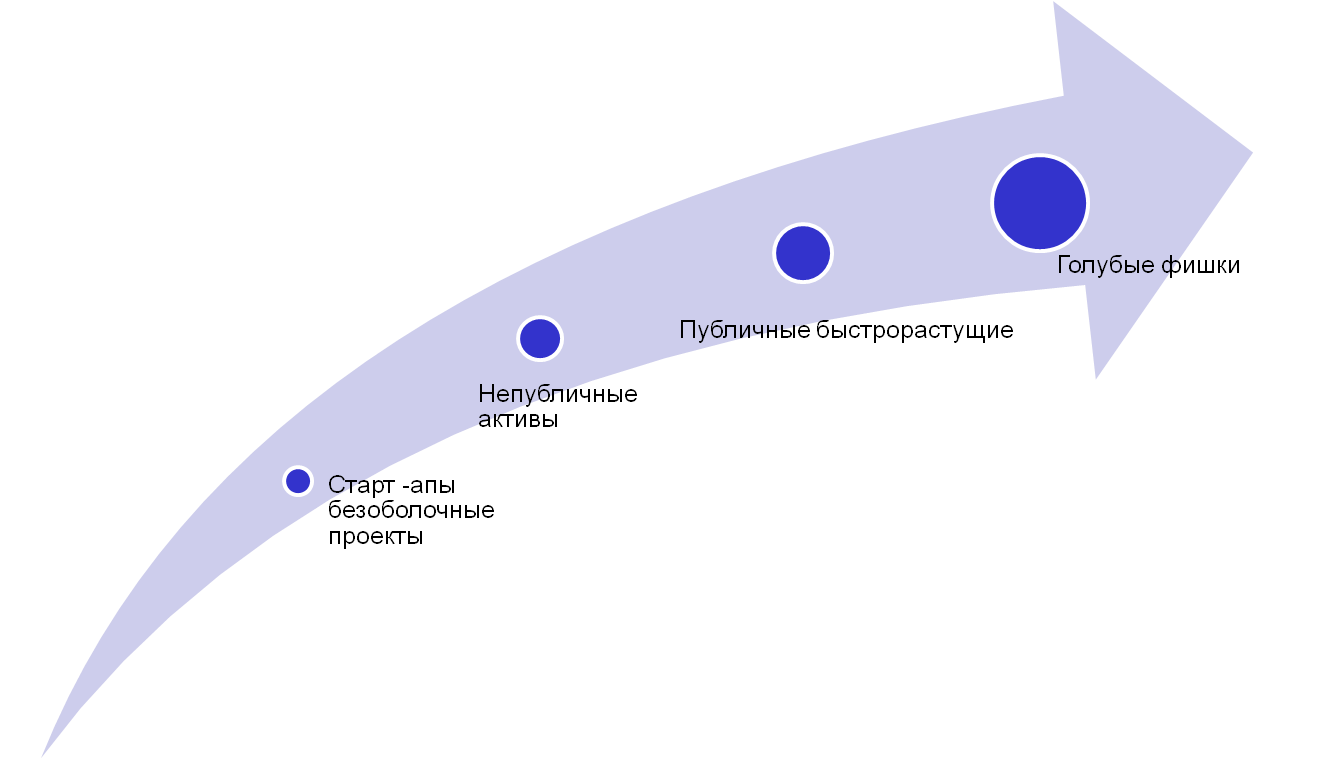 Голубые фишки
Публичные быстрорастущие
Непубличные
активы
Старт -апы
безоболочные
проекты